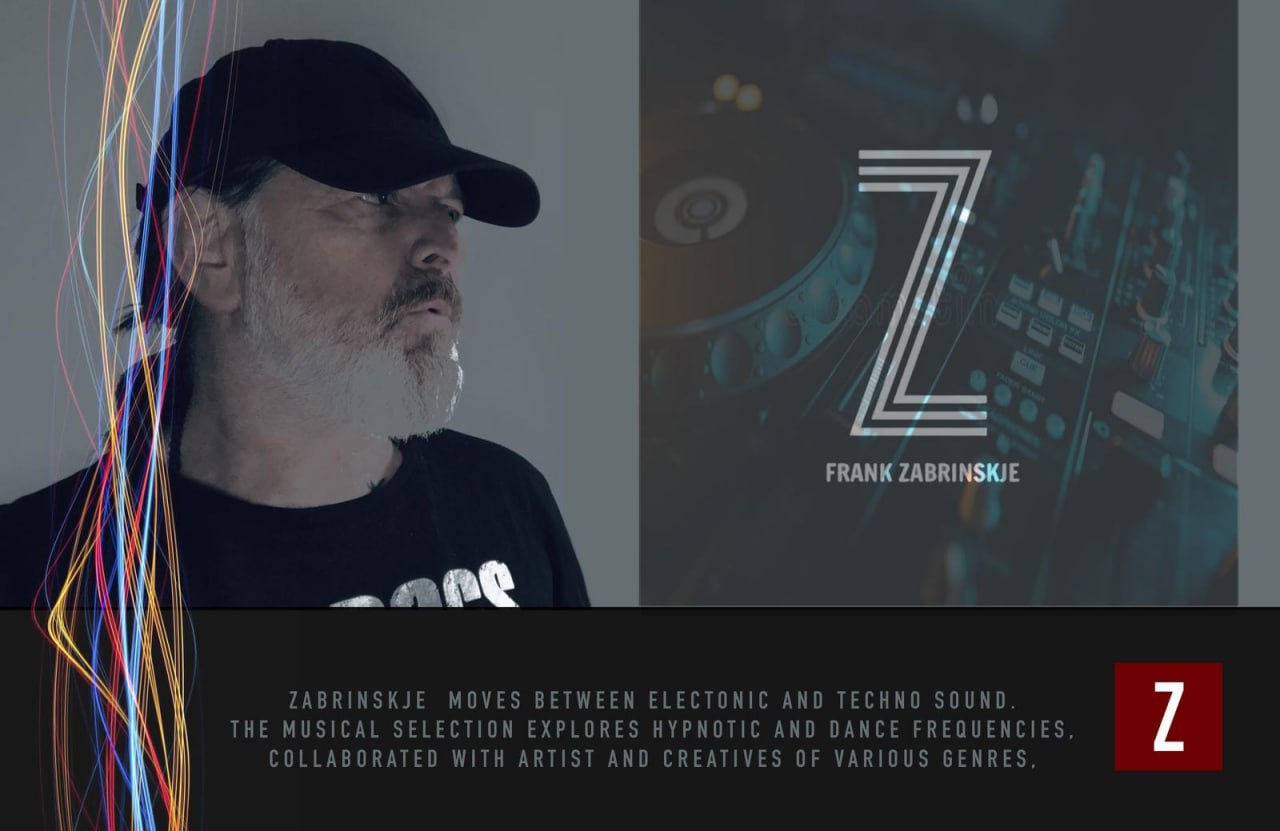 Z
FRANK ZABRINSKJE
ZABRINSKJE MOVES BETWEEN ELECTONIC AND TECHNO SOUND.
THE MUSICAL SELECTION EXPLORES HYPNOTIC AND DANCE FREQUENCIES,
COLLABORATED WITH ARTIST AND CREATIVES OF VARIOUS GENRES,
Z